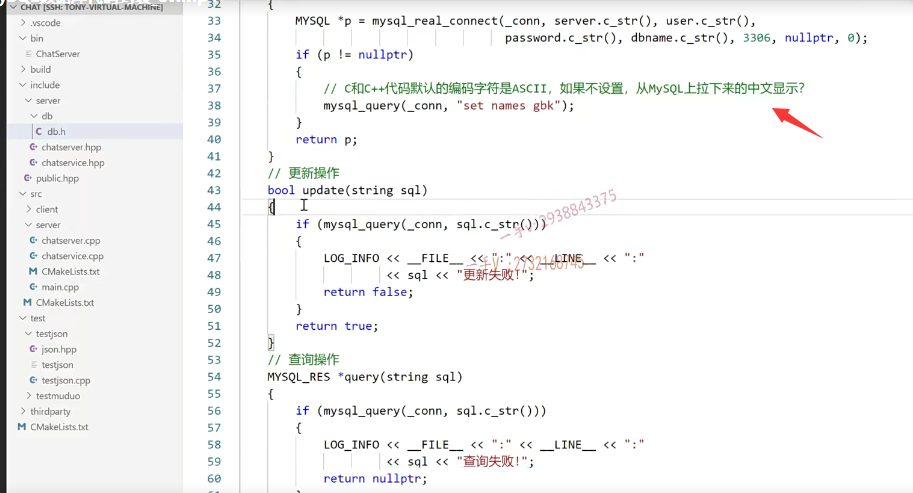 CHAT [SSH: TONY-VIRTUAL-MACHINE]
.vscode
bin
ChatServer
build
include
server
db
C db.h
chatserver.hpp
chatservice.hpp
public.hpp
src
client
server
chatserver.cpp
chatservice.cpp
M CMakeLists.txt
main.cpp
M CMakeLists.txt
test
testjson
json.hpp
testjson
testjson.cpp
testmuduo
thirdparty
M CMakeLists.txt
32 {
33 MYSQL *p = mysql_real_connect(_conn, server.c_str(), user.c_str(),
34 password.c_str(), dbname.c_str(), 3306, nullptr, 0);
35 if (p != nullptr)
36 {
37 // C和C++代码默认的编码字符是ASCII，如果不设置，从MySQL上拉下来的中文显示？
38 mysql_query(_conn, "set names gbk");
39 }
40 return p;
41 }
42 // 更新操作
43 bool update(string sql)
44 {
45 if (mysql_query(_conn, sql.c_str()))
46 {
47 LOG_INFO << __FILE__ << ":" << __LINE__ << ":"
48 << sql << "更新失败!";
49 return false;
50 }
51 return true;
52 }
53 // 查询操作
54 MYSQL_RES *query(string sql)
55 {
56 if (mysql_query(_conn, sql.c_str()))
57 {
58 LOG_INFO << __FILE__ << ":" << __LINE__ << ":"
59 << sql << "查询失败!";
60 return nullptr;